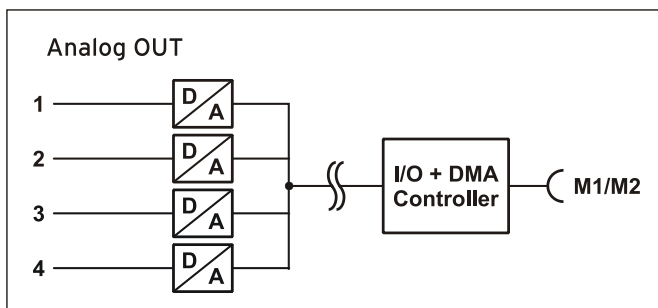 Analog OUT
1
D
A
2
D
A
3
D
A
4
D
A
I/O + DMA
Controller
M1/M2